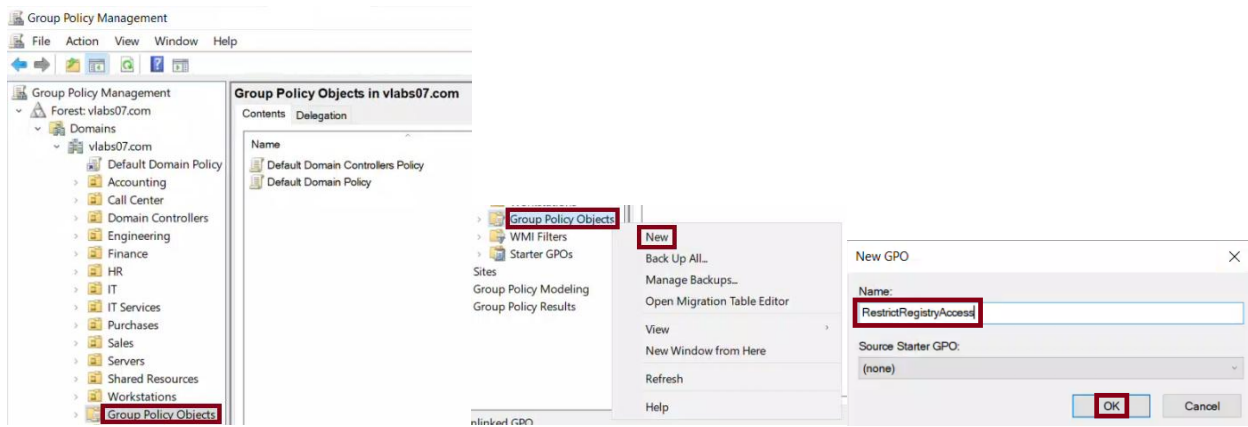 Group Policy Management
File Action View Window Help
Group Policy Management
Forest: vlabs07.com
Domains
vlabs07.com
Default Domain Policy
Accounting
Call Center
Domain Controllers
Engineering
Finance
HR
IT
IT Services
Purchases
Sales
Servers
Shared Resources
Workstations
Group Policy Objects
Group Policy Objects in vlabs07.com
Contents Delegation
Name
Default Domain Controllers Policy
Default Domain Policy
Group Policy Objects
WMI Filters
Starter GPOs
Sites
Group Policy Modeling
Group Policy Results
New
Back Up All...
Manage Backups...
Open Migration Table Editor
View
New Window from Here
Refresh
Help
New GPO
Name:
RestrictRegistryAccess
Source Starter GPO:
(none)
OK Cancel